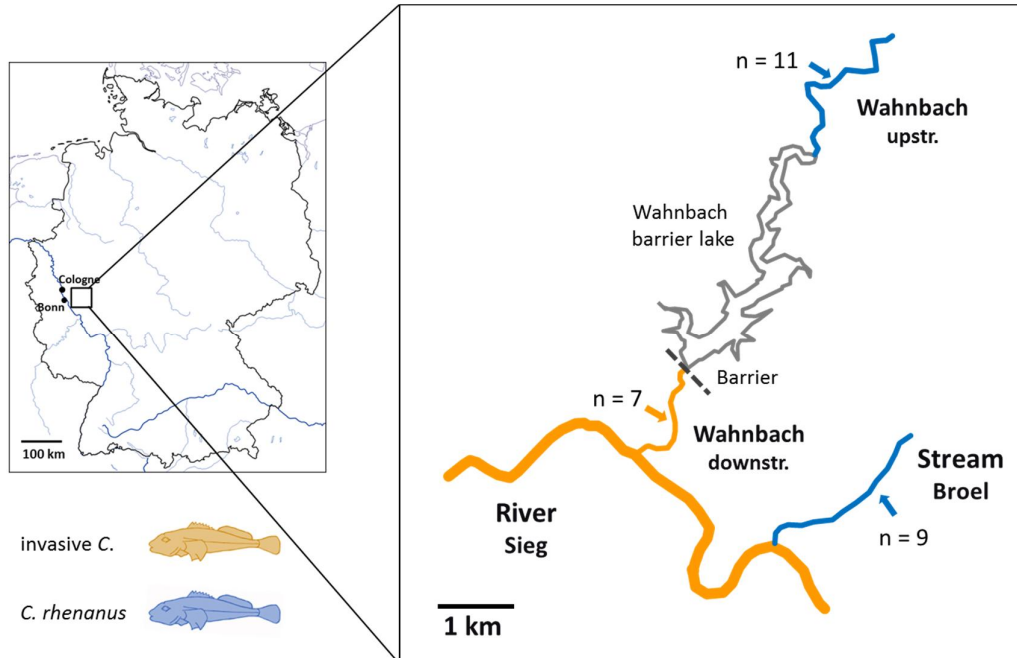 Cologne
Bonn
100 km
invasive C.
C. rhenanus
n = 11
Wahnbach
upstr.
Wahnbach
barrier lake
Barrier
n = 7
Wahnbach
downstr.
Stream
Broel
River
Sieg
n = 9
1 km